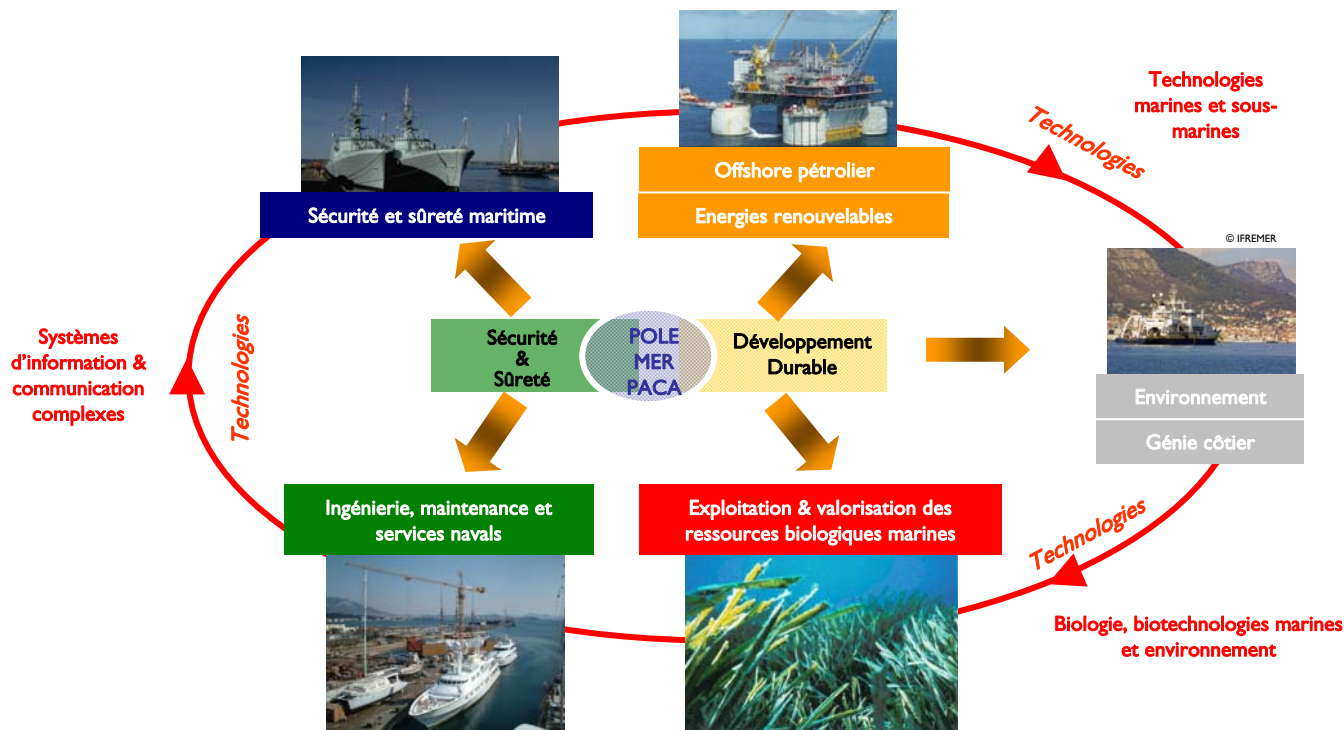 Technologies
marines et sous-
marines
Technologies
Offshore pétrolier
Energies renouvelables
Sécurité et sûreté maritime
© IFREMER
Systèmes
d'information &
communication
complexes
Technologies
Sécurité
&
Sûreté
POLE
MER
PACA
Développement
Durable
Environnement
Génie côtier
Ingénierie, maintenance et
services navals
Exploitation & valorisation des
ressources biologiques marines
Technologies
Biologie, biotechnologies marines
et environnement